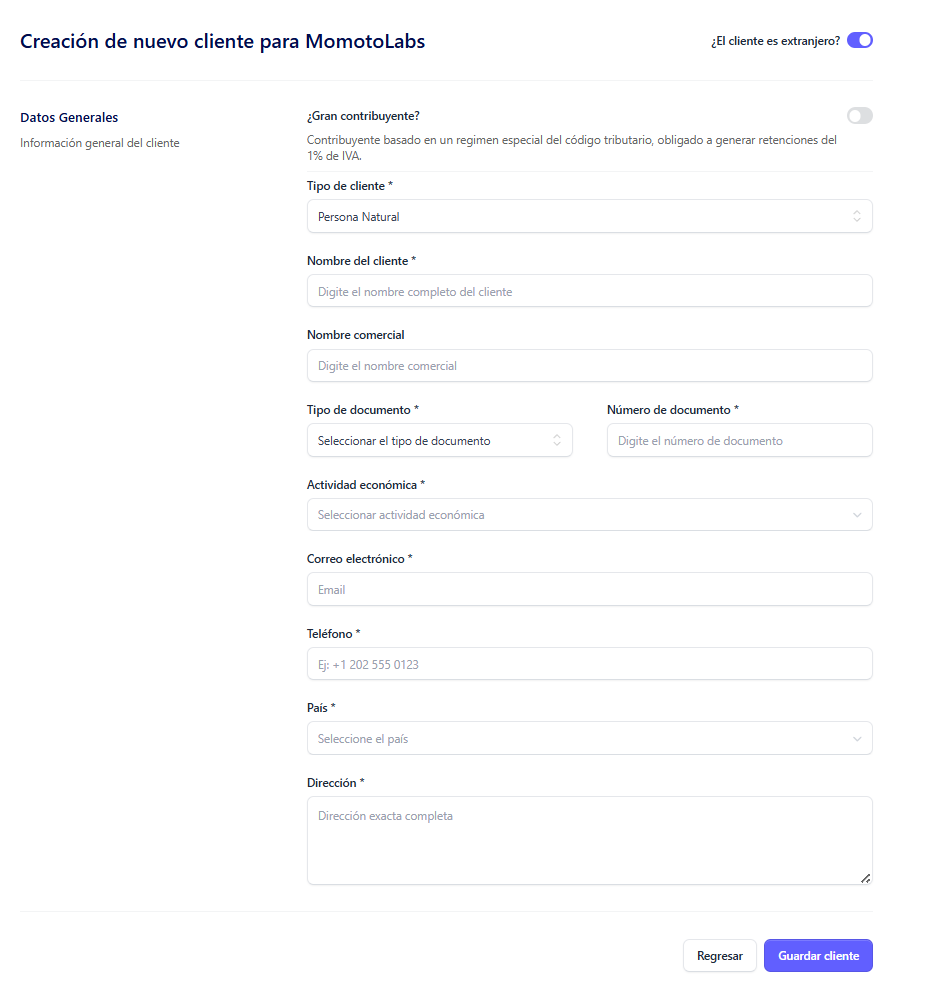 Creación de nuevo cliente para MomotoLabs
¿El cliente es extranjero?
Datos Generales
Información general del cliente
¿Gran contribuyente?
Contribuyente basado en un regimen especial del código tributario, obligado a generar retenciones del
1% de IVA.
Tipo de cliente *
Persona Natural
Nombre del cliente *
Digite el nombre completo del cliente
Nombre comercial
Digite el nombre comercial
Tipo de documento *
Seleccionar el tipo de documento
Número de documento *
Digite el número de documento
Actividad económica *
Seleccionar actividad económica
Correo electrónico *
Email
Teléfono *
Ej: +1 202 555 0123
País *
Seleccione el país
Dirección *
Dirección exacta completa
Regresar
Guardar cliente